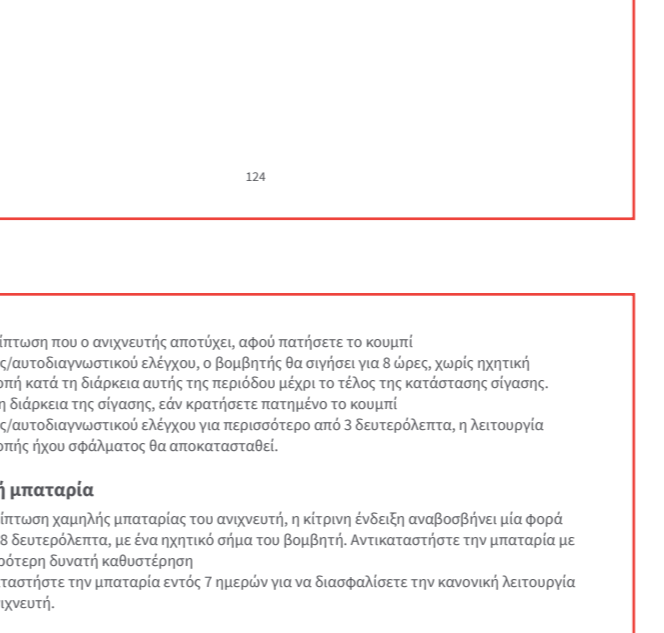 124
ίπτωση που ο ανιχνευτής αποτύχει, αφού πατήσετε το κουμπί
ς/αυτοδιαγνωστικού ελέγχου, ο βομβητής θα σιγήσει για 8 ώρες, χωρίς ηχητική
οπή κατά τη διάρκεια αυτής της περιόδου μέχρι το τέλος της κατάστασης σίγασης.
η διάρκεια της σίγασης, εάν κρατήσετε πατημένο το κουμπί
ς/αυτοδιαγνωστικού ελέγχου για περισσότερο από 3 δευτερόλεπτα, η λειτουργία
οπής ήχου σφάλματος θα αποκατασταθεί.
ή μπαταρία
ίπτωση χαμηλής μπαταρίας του ανιχνευτή, η κίτρινη ένδειξη αναβοσβήνει μία φορά
8 δευτερόλεπτα, με ένα ηχητικό σήμα του βομβητή. Αντικαταστήστε την μπαταρία με
ρότερη δυνατή καθυστέρηση
ταστήστε την μπαταρία εντός 7 ημερών για να διασφαλίσετε την κανονική λειτουργία
ιχνευτή.